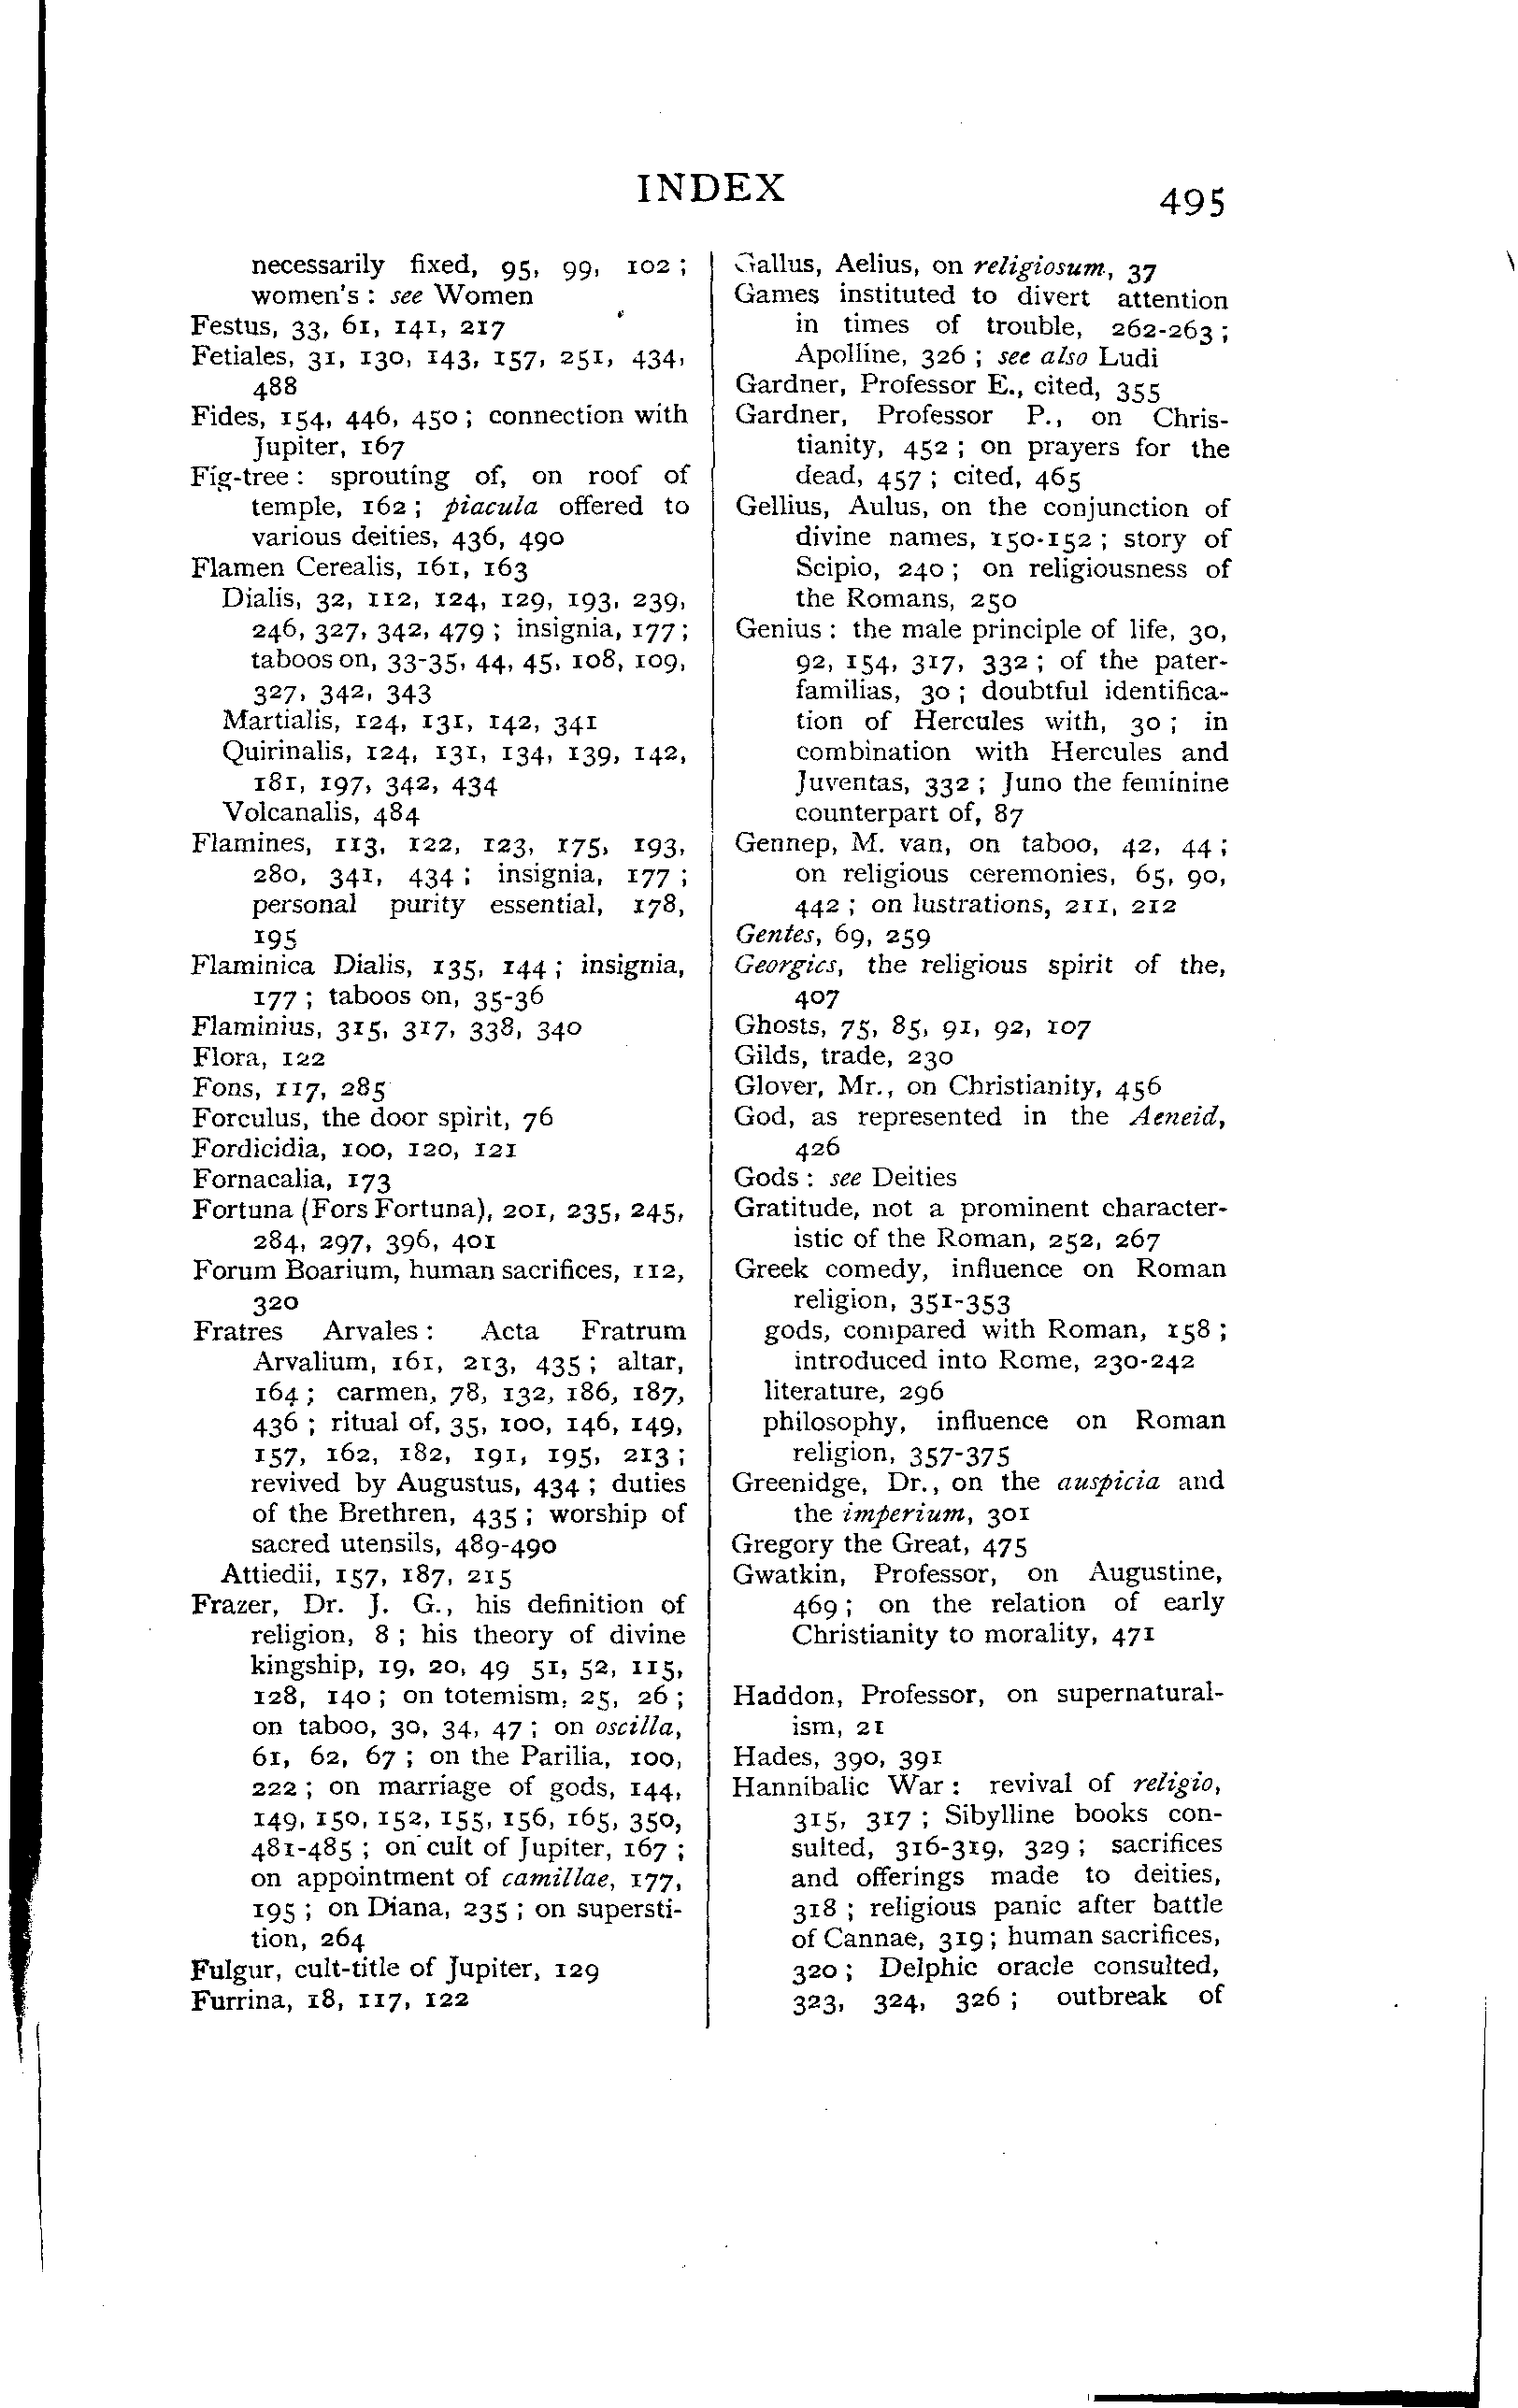 INDEX
495
necessarily fixed, 95, 99, 102 ;
women's : see Women
Festus, 33, 61, 141, 217
Fetiales, 31, 130, 143, 157, 251, 434,
488
Fides, 154, 446, 450 ; connection with
Jupiter, 167
Fig-tree : sprouting of, on roof of
temple, 162 ; piacula offered to
various deities, 436, 490
Flamen Cerealis, 161, 163
Dialis, 32, 112, 124, 129, 193, 239,
246, 327, 342, 479 ; insignia, 177 ;
taboos on, 33-35, 44, 45, 108, 109,
327, 342, 343
Martialis, 124, 131, 142, 341
Quirinalis, 124, 131, 134, 139, 142,
181, 197, 342, 434
Volcanalis, 484
Flamines, 113, 122, 123, 175, 193,
280, 341, 434 ; insignia, 177 ;
personal purity essential, 178,
195
Flaminica Dialis, 135, 144 ; insignia,
177 ; taboos on, 35-36
Flaminius, 315, 317, 338, 340
Flora, 122
Fons, 117, 285
Forculus, the door spirit, 76
Fordicidia, 100, 120, 121
Fornacalia, 173
Fortuna (Fors Fortuna), 201, 235, 245,
284, 297, 396, 401
Forum Boarium, human sacrifices, 112,
320
Fratres Arvales : Acta Fratrum
Arvalium, 161, 213, 435 ; altar,
164 ; carmen, 78, 132, 186, 187,
436 ; ritual of, 35, 100, 146, 149,
157, 162, 182, 191, 195, 213 ;
revived by Augustus, 434 ; duties
of the Brethren, 435 ; worship of
sacred utensils, 489-490
Attiedii, 157, 187, 215
Frazer, Dr. J. G., his definition of
religion, 8 ; his theory of divine
kingship, 19, 20, 49 51, 52, 115,
128, 140 ; on totemism, 25, 26 ;
on taboo, 30, 34, 47 ; on oscilla,
61, 62, 67 ; on the Parilia, 100,
222 ; on marriage of gods, 144,
149, 150, 152, 155, 156, 165, 350,
481-485 ; on cult of Jupiter, 167 ;
on appointment of camillae, 177,
195 ; on Diana, 235 ; on supersti-
tion, 264
Fulgur, cult-title of Jupiter, 129
Furrina, 18, 117, 122
Gallus, Aelius, on religiosum, 37
Games instituted to divert attention
in times of trouble, 262-263 ;
Apolline, 326 ; see also Ludi
Gardner, Professor E., cited, 355
Gardner, Professor P., on Chris-
tianity, 452 ; on prayers for the
dead, 457 ; cited, 465
Gellius, Aulus, on the conjunction of
divine names, 150-152 ; story of
Scipio, 240 ; on religiousness of
the Romans, 250
Genius : the male principle of life, 30,
92, 154, 317, 332 ; of the pater-
familias, 30 ; doubtful identifica-
tion of Hercules with, 30 ; in
combination with Hercules and
Juventas, 332 ; Juno the feminine
counterpart of, 87
Gennep, M. van, on taboo, 42, 44 ;
on religious ceremonies, 65, 90,
442 ; on lustrations, 211, 212
Gentes, 69, 259
Georgics, the religious spirit of the,
407
Ghosts, 75, 85, 91, 92, 107
Gilds, trade, 230
Glover, Mr., on Christianity, 456
God, as represented in the Aeneid,
426
Gods : see Deities
Gratitude, not a prominent character-
istic of the Roman, 252, 267
Greek comedy, influence on Roman
religion, 351-353
gods, compared with Roman, 158 ;
introduced into Rome, 230-242
literature, 296
philosophy, influence on Roman
religion, 357-375
Greenidge, Dr., on the auspicia and
the imperium, 301
Gregory the Great, 475
Gwatkin, Professor, on Augustine,
469 ; on the relation of early
Christianity to morality, 471
Haddon, Professor, on supernatural-
ism, 21
Hades, 390, 391
Hannibalic War : revival of religio,
315, 317 ; Sibylline books con-
sulted, 316-319, 329 ; sacrifices
and offerings made to deities,
318 ; religious panic after battle
of Cannae, 319 ; human sacrifices,
320 ; Delphic oracle consulted,
323, 324, 326 ; outbreak of